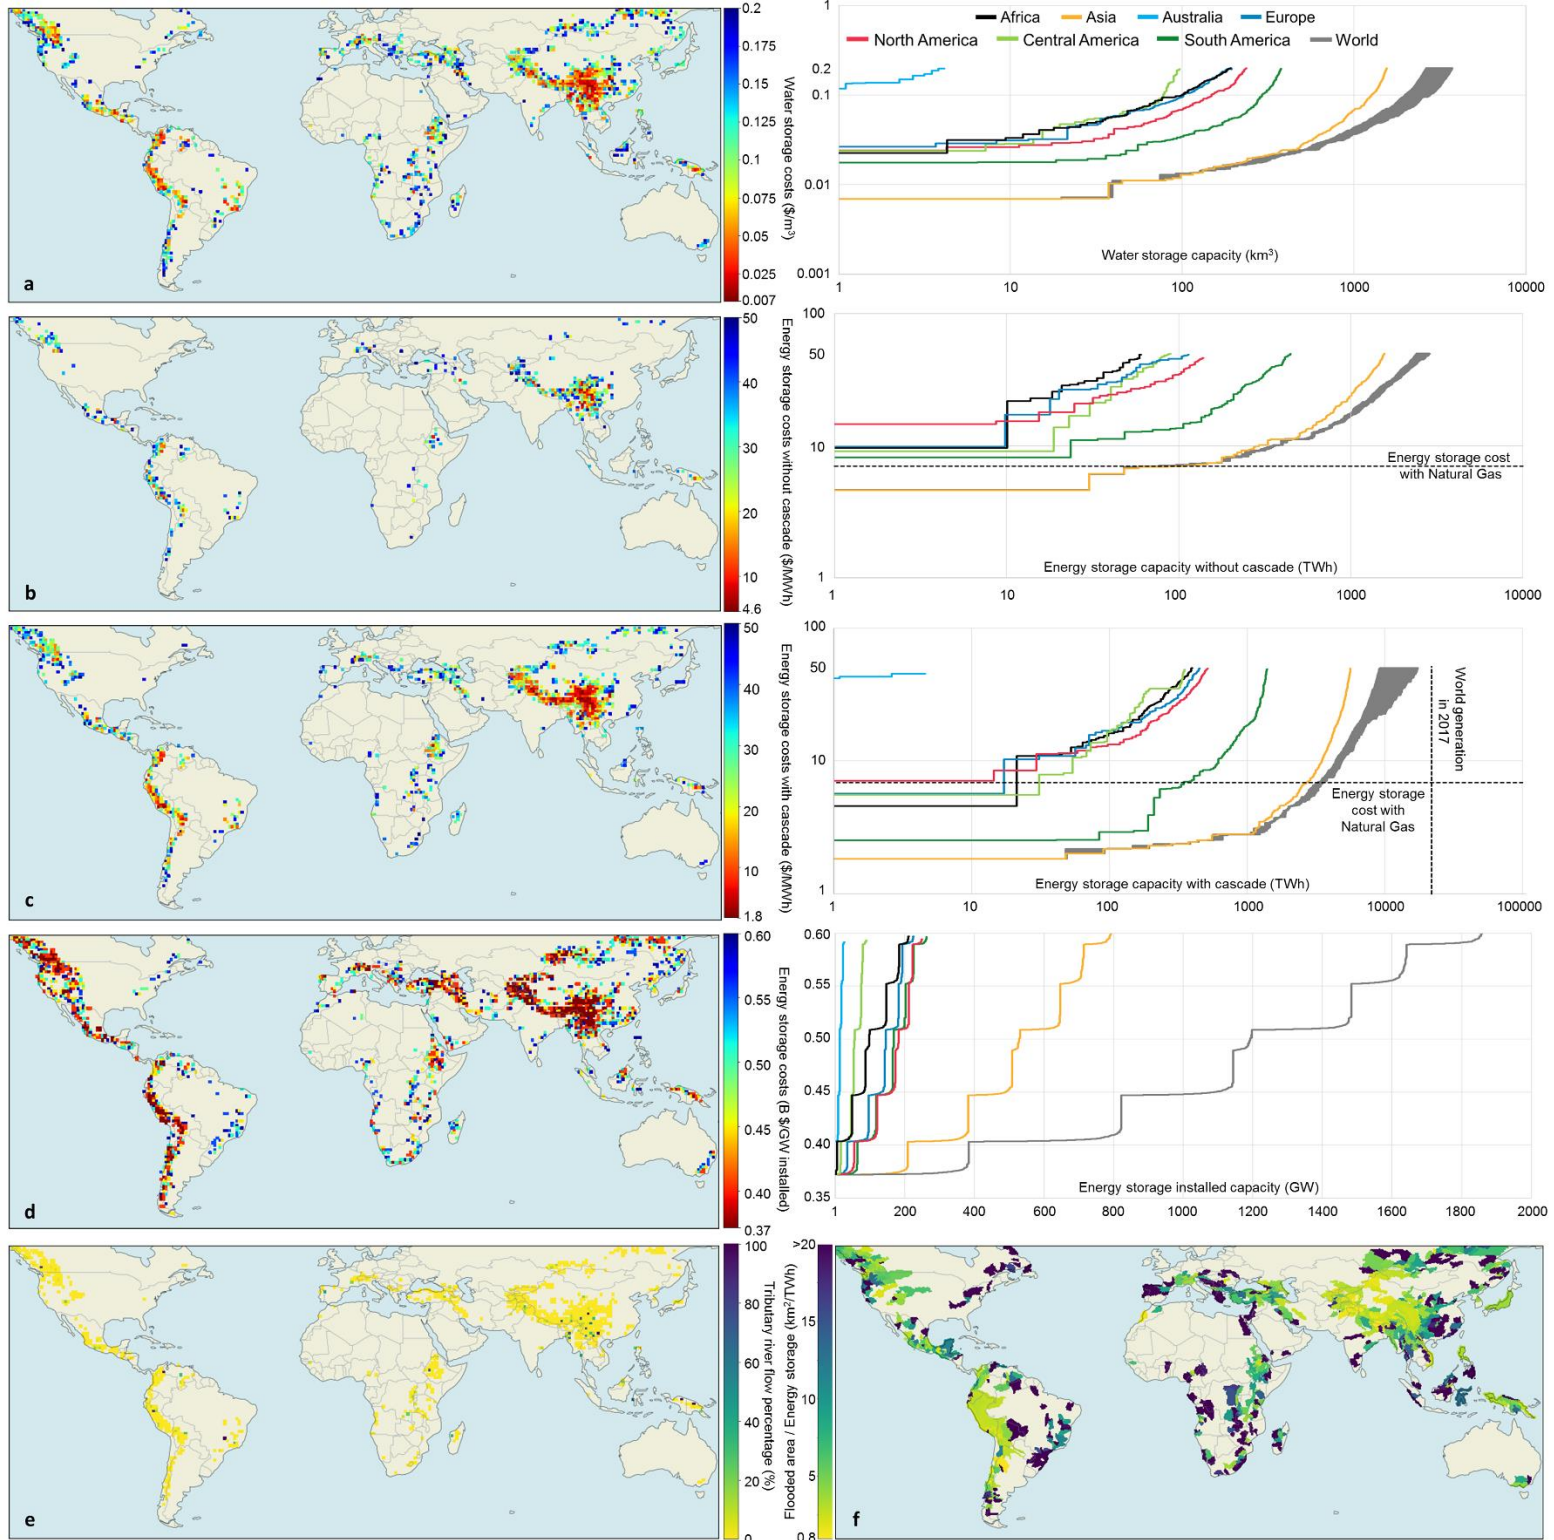 0.2
0.175
0.15
0.125
0.1
0.075
0.05
0.025
0.007
Water storage costs ($/m³)
a
1
0.2
0.1
0.01
0.001
Africa Asia Australia Europe
North America Central America South America World
Water storage capacity (km³)
1 10 100 1000 10000
50
40
30
20
10
4.6
Energy storage costs without cascade ($/MWh)
b
100
50
10
1
Energy storage cost
with Natural Gas
Energy storage capacity without cascade (TWh)
1 10 100 1000 10000
50
40
30
20
10
1.8
Energy storage costs with cascade ($/MWh)
c
100
50
10
1
World generation
in 2017
Energy storage
cost with
Natural Gas
Energy storage capacity with cascade (TWh)
1 10 100 1000 10000 100000
0.60
0.55
0.50
0.45
0.40
0.37
Energy storage costs (B $/GW installed)
d
0.60
0.55
0.50
0.45
0.40
0.35
Energy storage installed capacity (GW)
1 200 400 600 800 1000 1200 1400 1600 1800 2000
100
80
60
40
20
0
Tributary river flow percentage (%)
e
>20
15
10
5
0.8
Flooded area / Energy storage (km²/TWh)
f